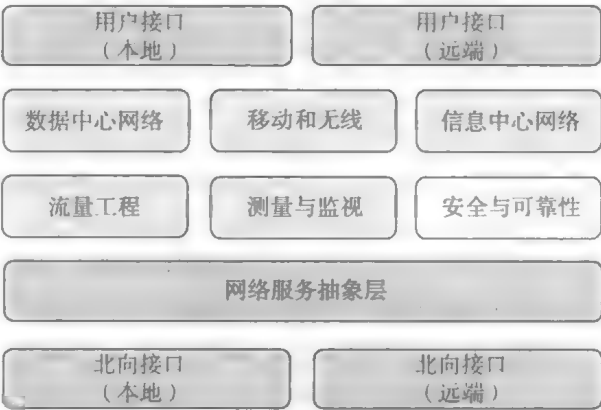 用户接口 用户接口
（本地） （远端）
数据中心网络 移动和无线 信息中心网络
流量工程 测量与监视 安全与可靠性
网络服务抽象层
北向接口 北向接口
（本地） （远端）